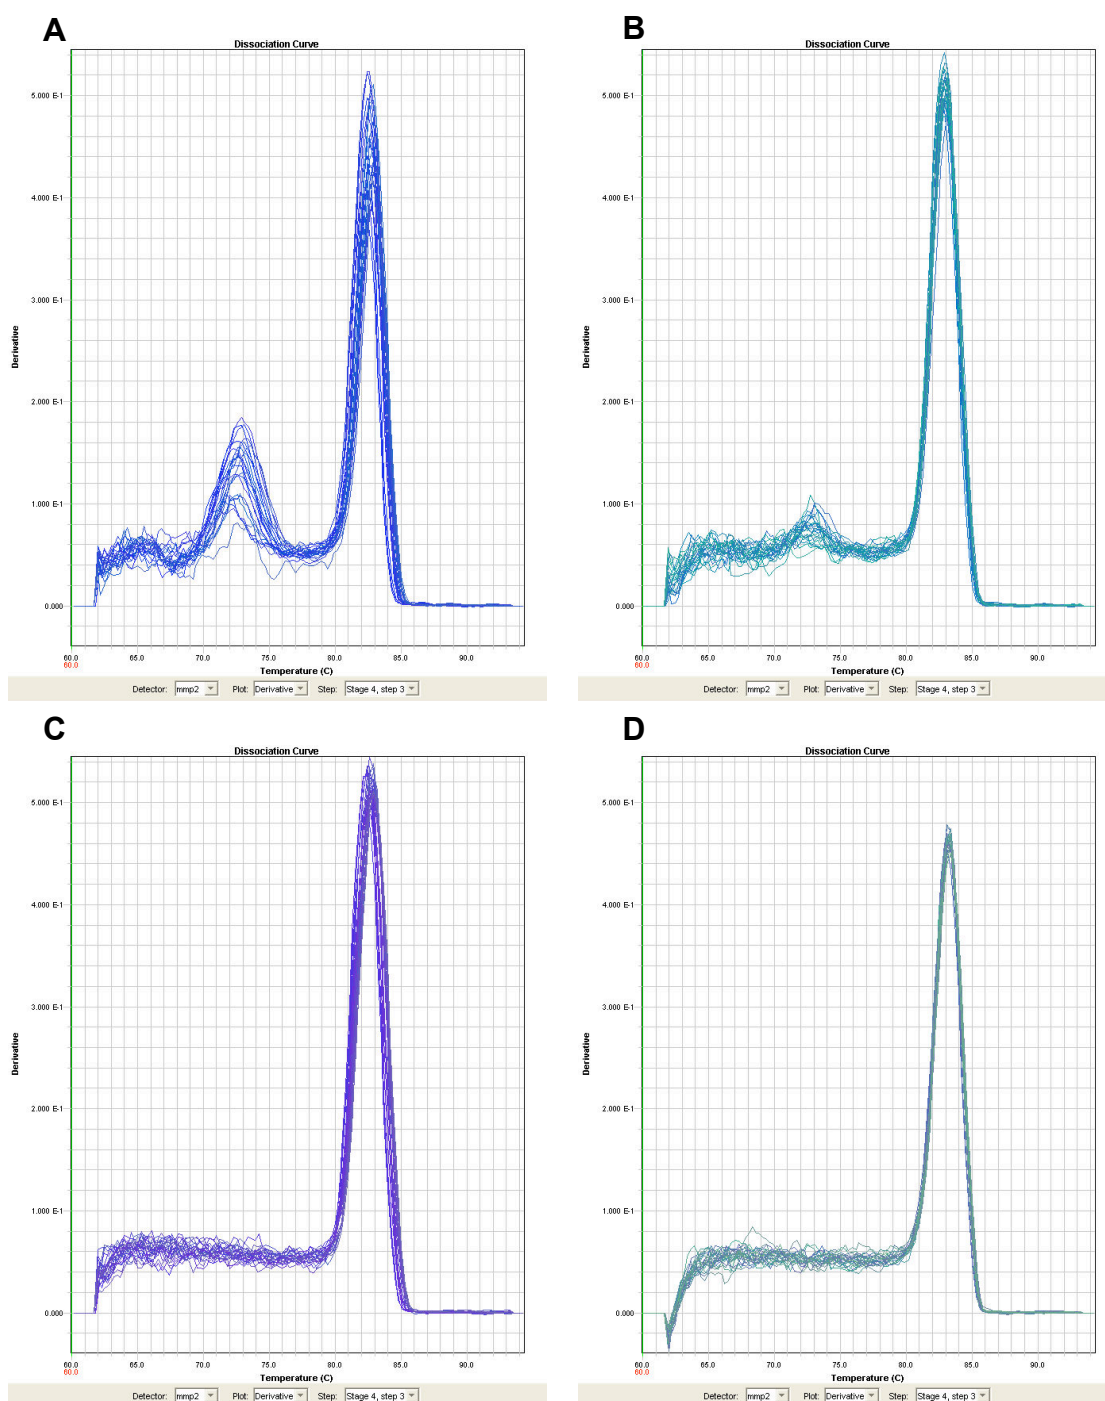 A
Dissociation Curve
5.000 E-1
4.000 E-1
3.000 E-1
2.000 E-1
1.000 E-1
0.000
Derivative
60.0 65.0 70.0 75.0 80.0 85.0 90.0
60.0
Temperature (C)
Detector: mmp2 Plot: Derivative Step: Stage 4, step 3
B
Dissociation Curve
5.000 E-1
4.000 E-1
3.000 E-1
2.000 E-1
1.000 E-1
0.000
Derivative
60.0 65.0 70.0 75.0 80.0 85.0 90.0
60.0
Temperature (C)
Detector: mmp2 Plot: Derivative Step: Stage 4, step 3
C
Dissociation Curve
5.000 E-1
4.000 E-1
3.000 E-1
2.000 E-1
1.000 E-1
0.000
Derivative
60.0 65.0 70.0 75.0 80.0 85.0 90.0
60.0
Temperature (C)
Detector: mmp2 Plot: Derivative Step: Stage 4, step 3
D
Dissociation Curve
5.000 E-1
4.000 E-1
3.000 E-1
2.000 E-1
1.000 E-1
0.000
Derivative
60.0 65.0 70.0 75.0 80.0 85.0 90.0
60.0
Temperature (C)
Detector: mmp2 Plot: Derivative Step: Stage 4, step 3